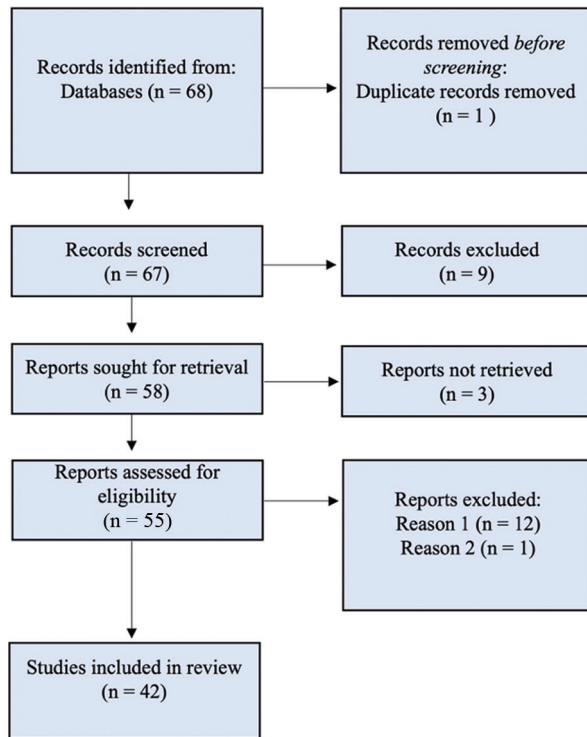 Records identified from:
Databases (n = 68)
Records removed before
screening:
Duplicate records removed
(n = 1 )
Records screened
(n = 67)
Records excluded
(n = 9)
Reports sought for retrieval
(n = 58)
Reports not retrieved
(n = 3)
Reports assessed for
eligibility
(n = 55)
Reports excluded:
Reason 1 (n = 12)
Reason 2 (n = 1)
Studies included in review
(n = 42)